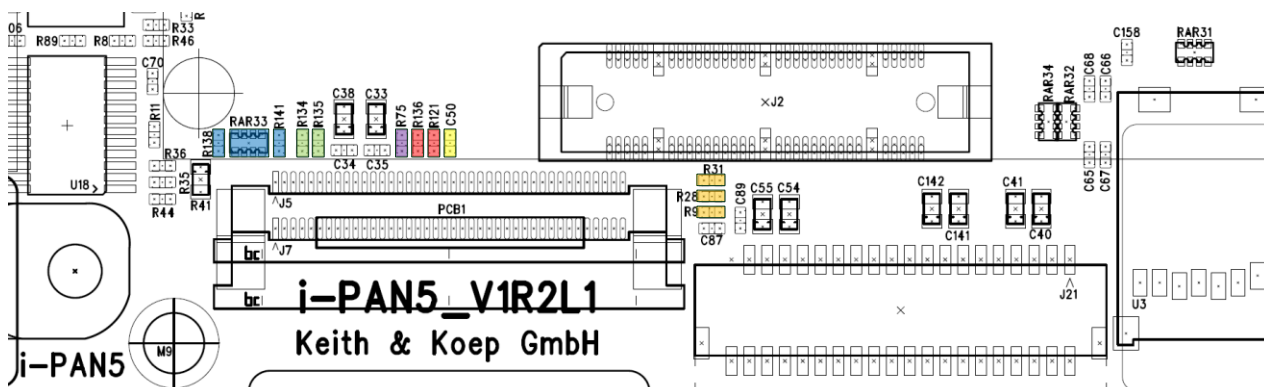 06
R89
R8
R33
R46
C70
R11
R36
R35
R44
R41
U18
R138
RAR33
R141
R134
R135
C38
C33
C34
C35
R75
R136
R121
C50
J2
C158
RAR31
RAR34
RAR32
C68
C66
C65
C67
R31
R28
R9
C89
C87
C55
C54
C142
C141
C41
C40
J5
PCB1
J7
bc
bc
J21
U3
i-PAN5_V1R2L1
Keith & Koep GmbH
M9
i-PAN5